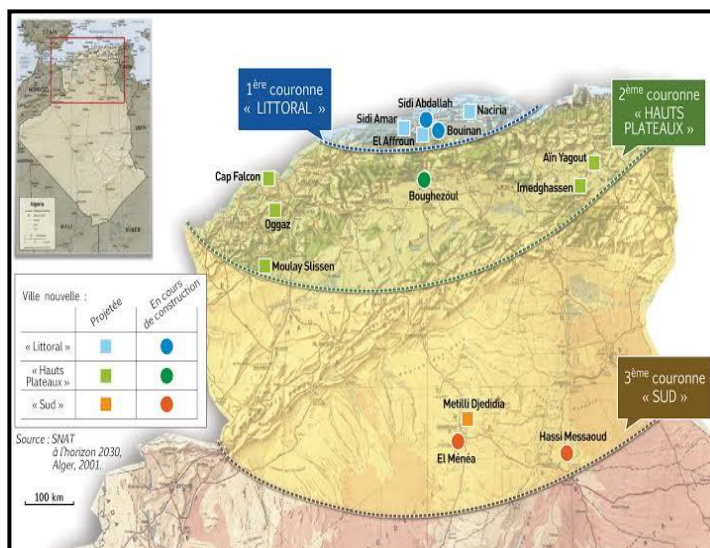 1ère couronne
« LITTORAL »
2ème couronne
« HAUTS
PLATEAUX »
3ème couronne
« SUD »
Sidi Abdallah
Naciria
Sidi Amar
El Affroun
Bouinan
Cap Falcon
Oggaz
Moulay Slissen
Boughezoul
Aïn Yagout
Imedghassen
Metilli Djedidia
El Ménéa
Hassi Messaoud
Ville nouvelle :
Projetée
En cours
de construction
« Littoral »
« Hauts
Plateaux »
« Sud »
Source : SNAT
à l'horizon 2030,
Alger, 2001.
100 km